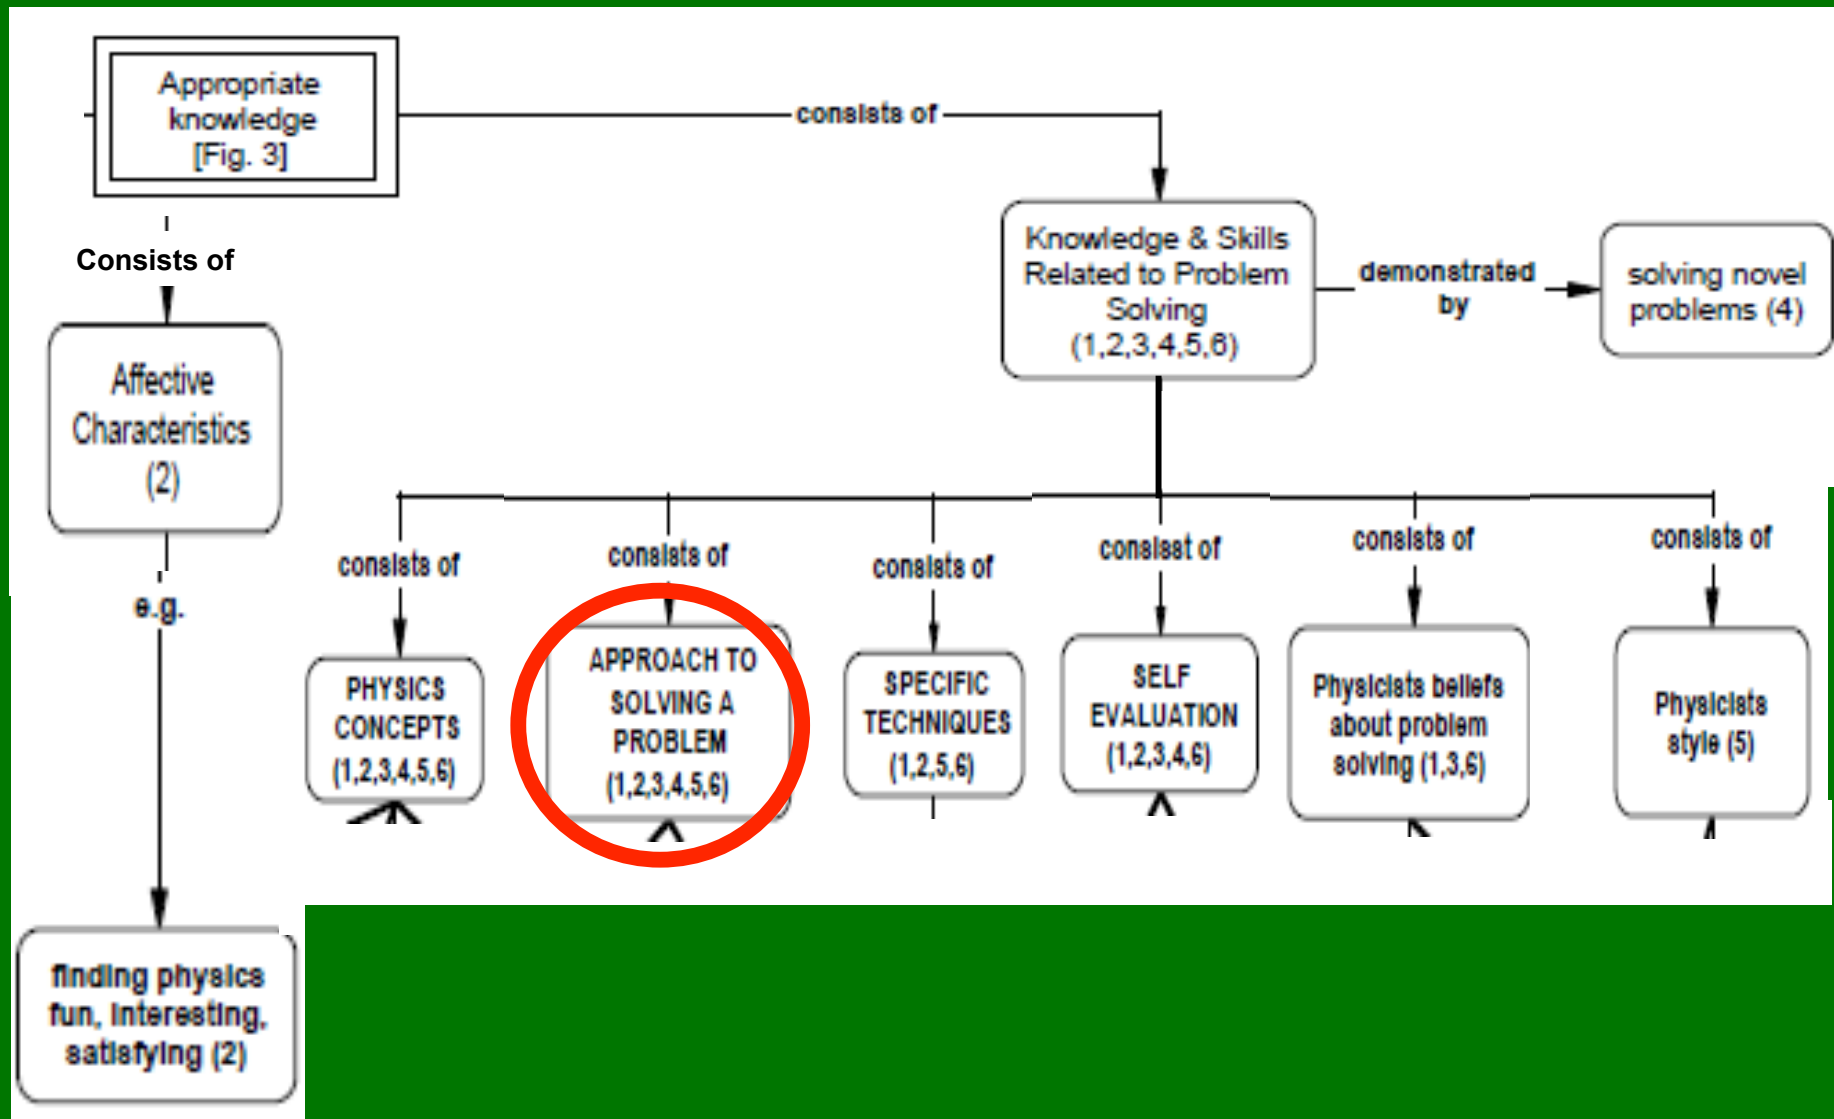 Appropriate
knowledge
[Fig. 3]
consists of
Consists of
Knowledge & Skills
Related to Problem
Solving
(1,2,3,4,5,6)
demonstrated
by
solving novel
problems (4)
Affective
Characteristics
(2)
e.g.
finding physics
fun, interesting,
satisfying (2)
consists of
PHYSICS
CONCEPTS
(1,2,3,4,5,6)
consists of
APPROACH TO
SOLVING A
PROBLEM
(1,2,3,4,5,6)
consists of
SPECIFIC
TECHNIQUES
(1,2,5,6)
consisst of
SELF
EVALUATION
(1,2,3,4,6)
consists of
Physicists beliefs
about problem
solving (1,3,6)
consists of
Physicists
style (5)